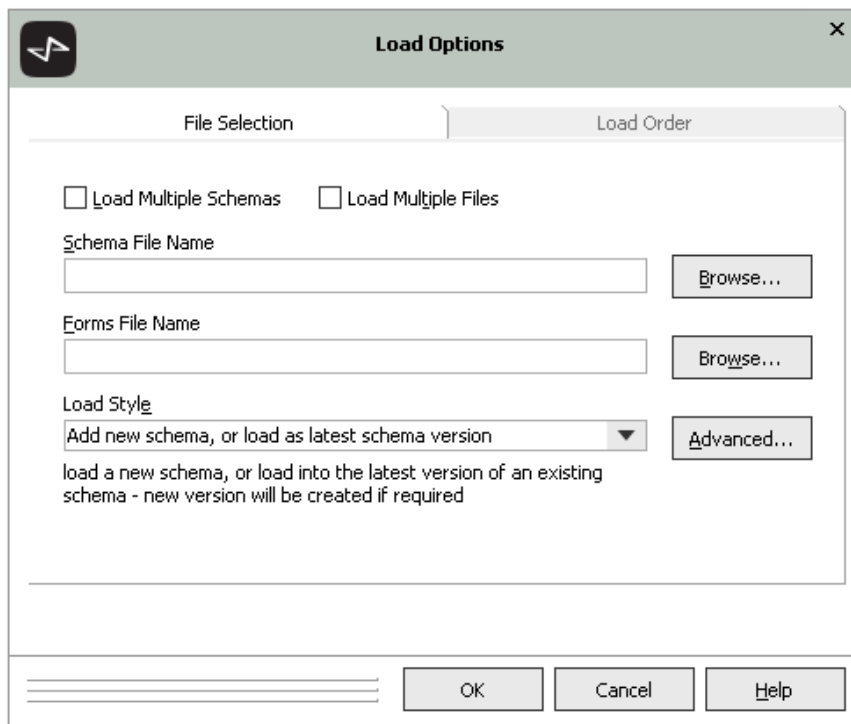 Load Options
File Selection
Load Order
Load Multiple Schemas
Load Multiple Files
Schema File Name
Browse...
Forms File Name
Browse...
Load Style
Add new schema, or load as latest schema version
Advanced...
load a new schema, or load into the latest version of an existing
schema - new version will be created if required
OK
Cancel
Help